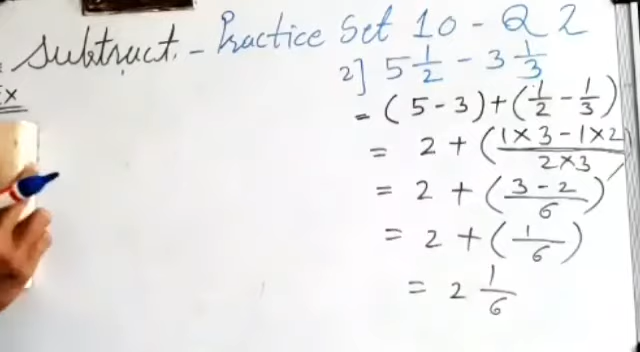 Subtract. - Practice Set 10 - Q 2
Ex
2] 5 1/2 - 3 1/3
= (5 - 3) + (1/2 - 1/3)
= 2 + (1 × 3 - 1 × 2 / 2 × 3)
= 2 + (3 - 2 / 6)
= 2 + (1/6)
= 2 1/6